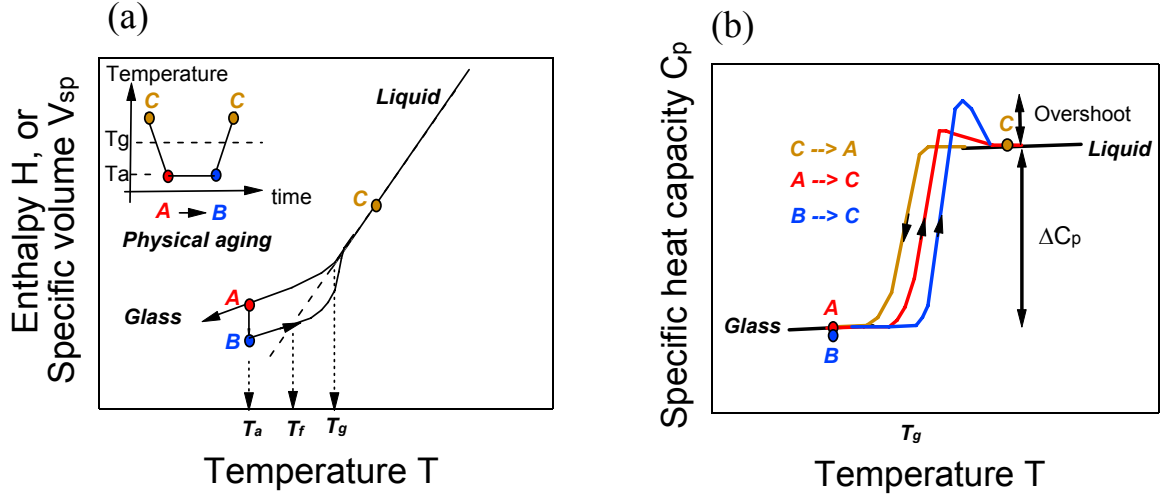 (a)
Enthalpy H, or
Specific volume Vsp
Temperature
C
C
Tg
Ta
time
A
B
Physical aging
Liquid
C
A
Glass
B
Ta
Tf
Tg
Temperature T
(b)
Specific heat capacity Cp
Overshoot
C
Liquid
C --> A
A --> C
B --> C
ΔCp
A
Glass
B
Tg
Temperature T